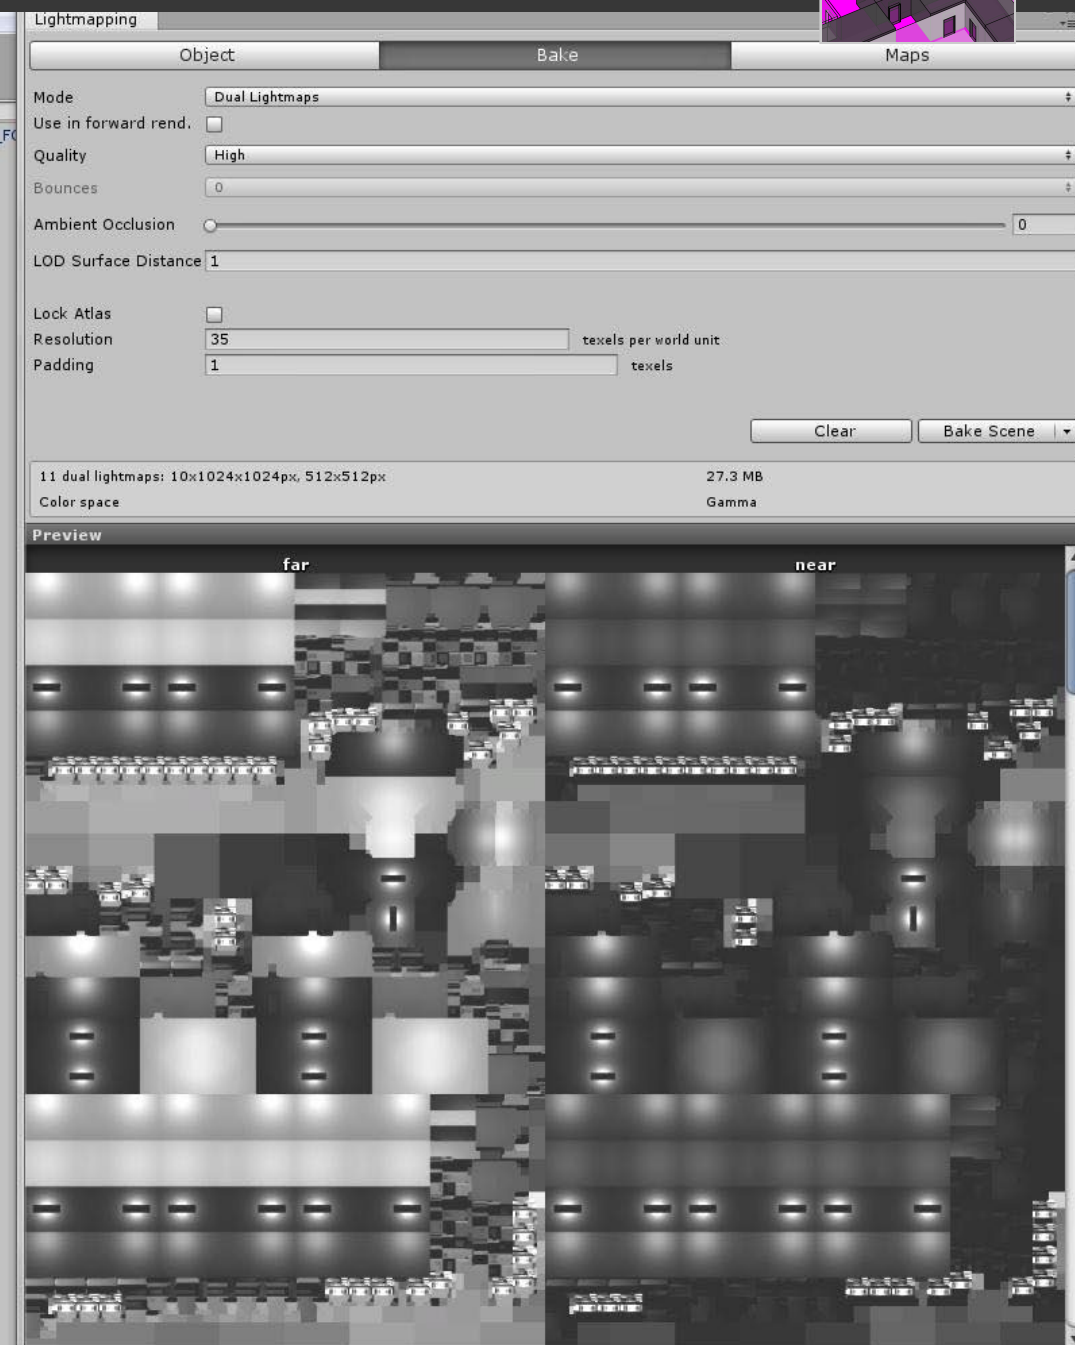 Lightmapping
Object Bake Maps
Mode Dual Lightmaps
_FO
Use in forward rend.
Quality High
Bounces 0
Ambient Occlusion 0
LOD Surface Distance 1
Lock Atlas
Resolution 35 texels per world unit
Padding 1 texels
Clear Bake Scene
11 dual lightmaps: 10x1024x1024px, 512x512px 27.3 MB
Color space Gamma
Preview
far near